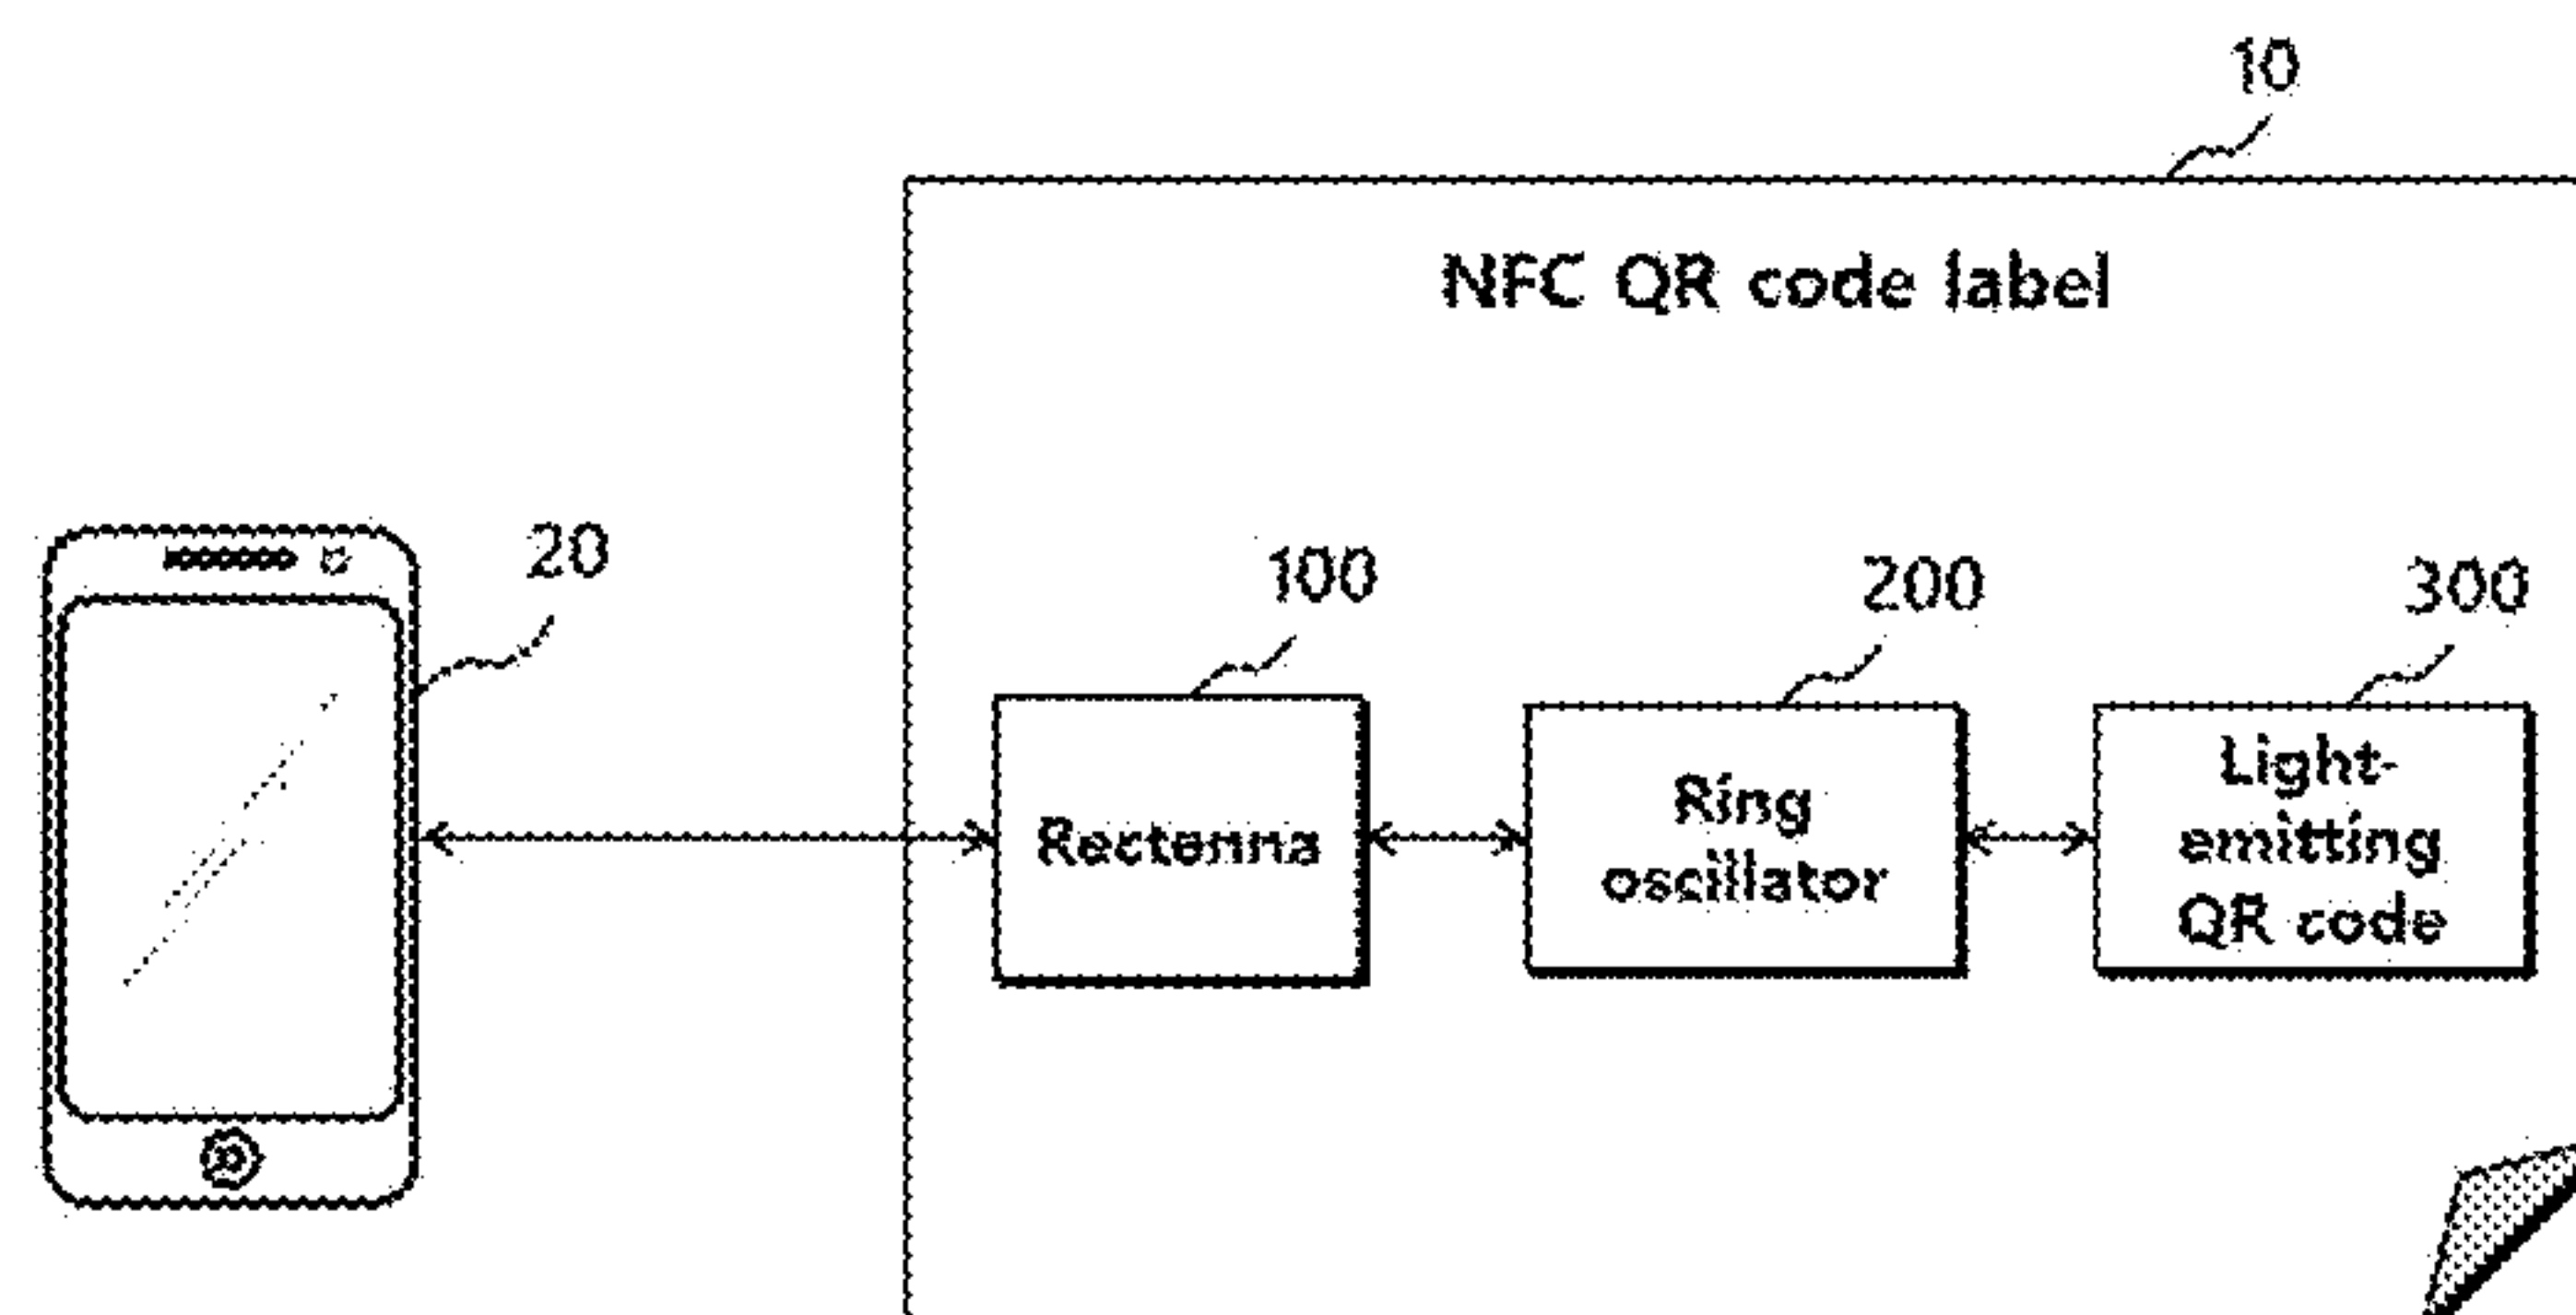 10
NFC QR code label
20
100
200
300
Rectenna
Ring
oscillator
Light-
emitting
QR code